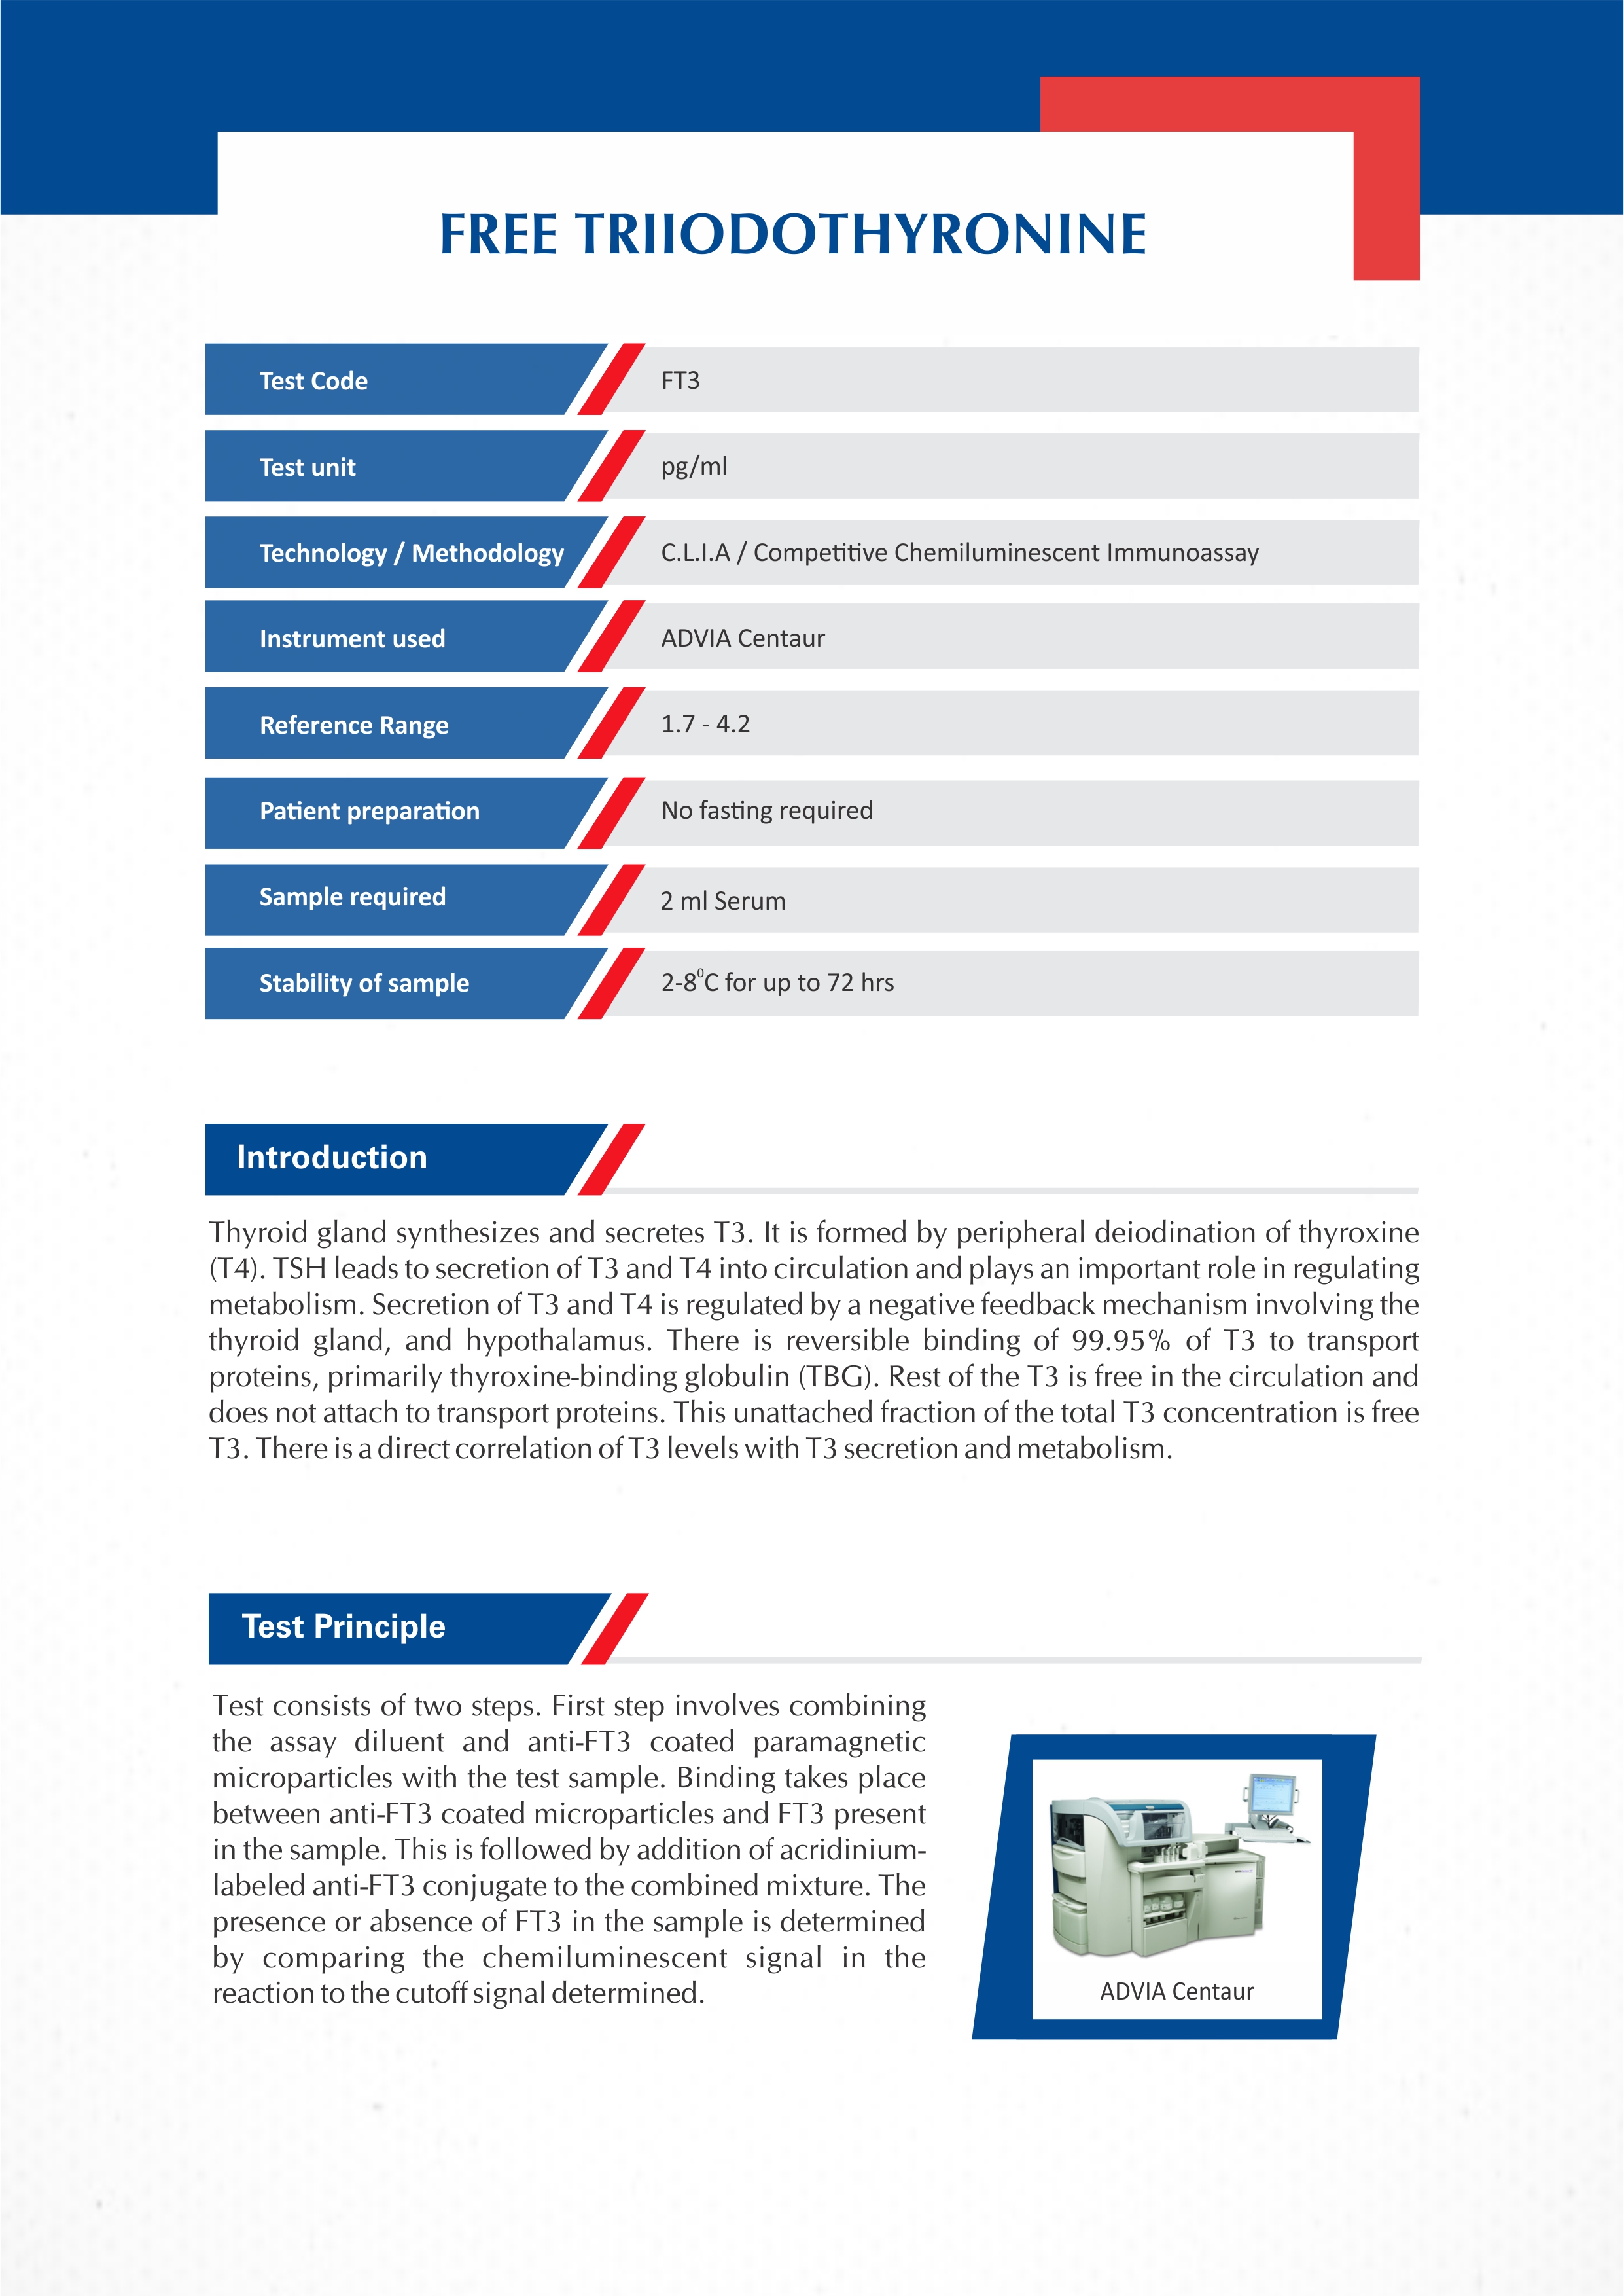 FREE TRIIODOTHYRONINE
Test Code
FT3
Test unit
pg/ml
Technology / Methodology
C.L.I.A / Competitive Chemiluminescent Immunoassay
Instrument used
ADVIA Centaur
Reference Range
1.7 - 4.2
Patient preparation
No fasting required
Sample required
2 ml Serum
Stability of sample
2-8⁰C for up to 72 hrs
Introduction
Thyroid gland synthesizes and secretes T3. It is formed by peripheral deiodination of thyroxine
(T4). TSH leads to secretion of T3 and T4 into circulation and plays an important role in regulating
metabolism. Secretion of T3 and T4 is regulated by a negative feedback mechanism involving the
thyroid gland, and hypothalamus. There is reversible binding of 99.95% of T3 to transport
proteins, primarily thyroxine-binding globulin (TBG). Rest of the T3 is free in the circulation and
does not attach to transport proteins. This unattached fraction of the total T3 concentration is free
T3. There is a direct correlation of T3 levels with T3 secretion and metabolism.
Test Principle
Test consists of two steps. First step involves combining
the assay diluent and anti-FT3 coated paramagnetic
microparticles with the test sample. Binding takes place
between anti-FT3 coated microparticles and FT3 present
in the sample. This is followed by addition of acridinium-
labeled anti-FT3 conjugate to the combined mixture. The
presence or absence of FT3 in the sample is determined
by comparing the chemiluminescent signal in the
reaction to the cutoff signal determined.
ADVIA Centaur